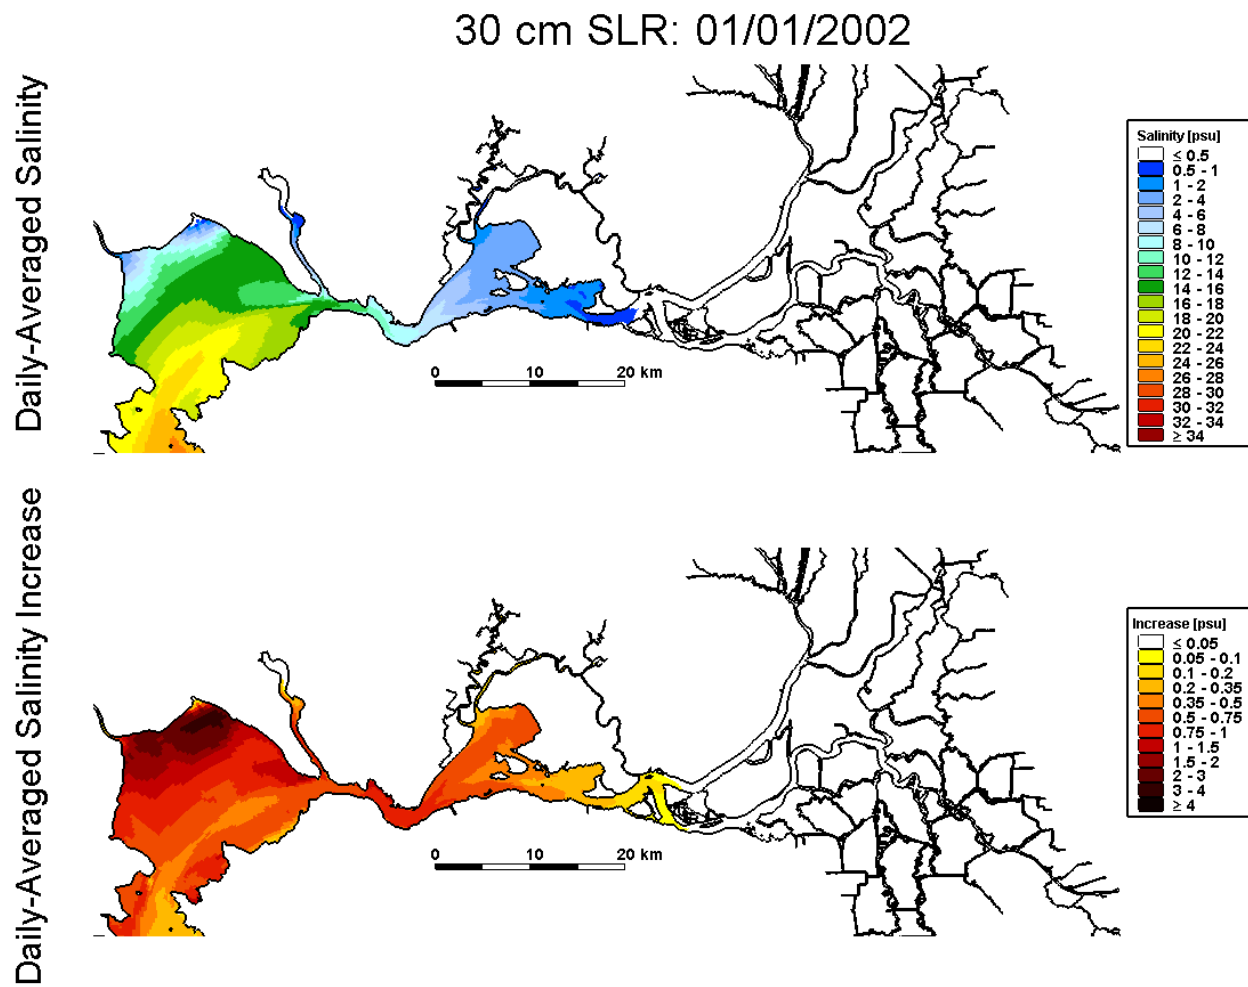 30 cm SLR: 01/01/2002
Daily-Averaged Salinity
Salinity [psu]
≤ 0.5
0.5 - 1
1 - 2
2 - 4
4 - 6
6 - 8
8 - 10
10 - 12
12 - 14
14 - 16
16 - 18
18 - 20
20 - 22
22 - 24
24 - 26
26 - 28
28 - 30
30 - 32
32 - 34
≥ 34
0 10 20 km
Daily-Averaged Salinity Increase
Increase [psu]
≤ 0.05
0.05 - 0.1
0.1 - 0.2
0.2 - 0.35
0.35 - 0.5
0.5 - 0.75
0.75 - 1
1 - 1.5
1.5 - 2
2 - 3
3 - 4
≥ 4
0 10 20 km